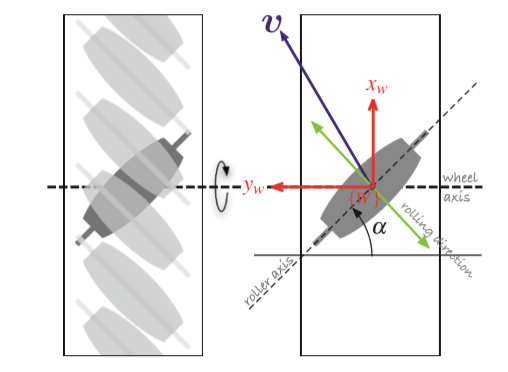 v
x_w
y_w
{W}
wheel
axis
α
rolling direction
roller axis